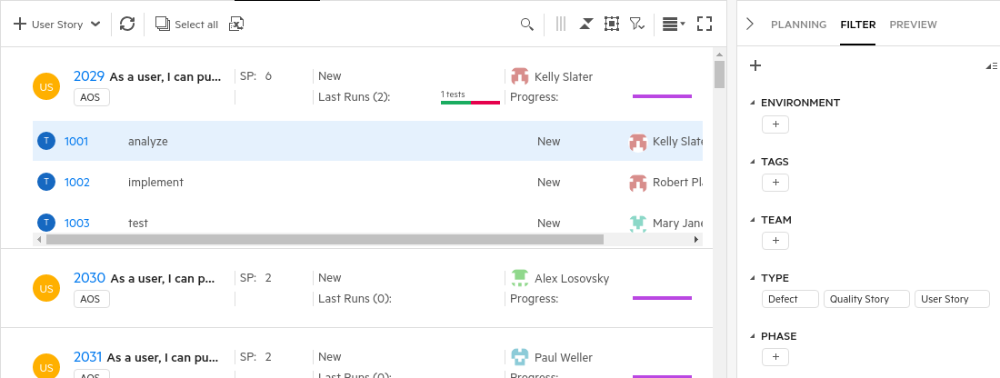 User Story Select all
PLANNING FILTER PREVIEW
US 2029 As a user, I can pu... SP: 6 New Kelly Slater
AOS Last Runs (2): 1 tests Progress:
T 1001 analyze New Kelly Slate
T 1002 implement New Robert Pla
T 1003 test New Mary Jane
US 2030 As a user, I can p... SP: 2 New Alex Losovsky
AOS Last Runs (0): Progress:
US 2031 As a user, I can pu... SP: 2 New Paul Weller
AOS Last Runs (0): Progress:
ENVIRONMENT
+
TAGS
+
TEAM
+
TYPE
Defect Quality Story User Story
PHASE
+